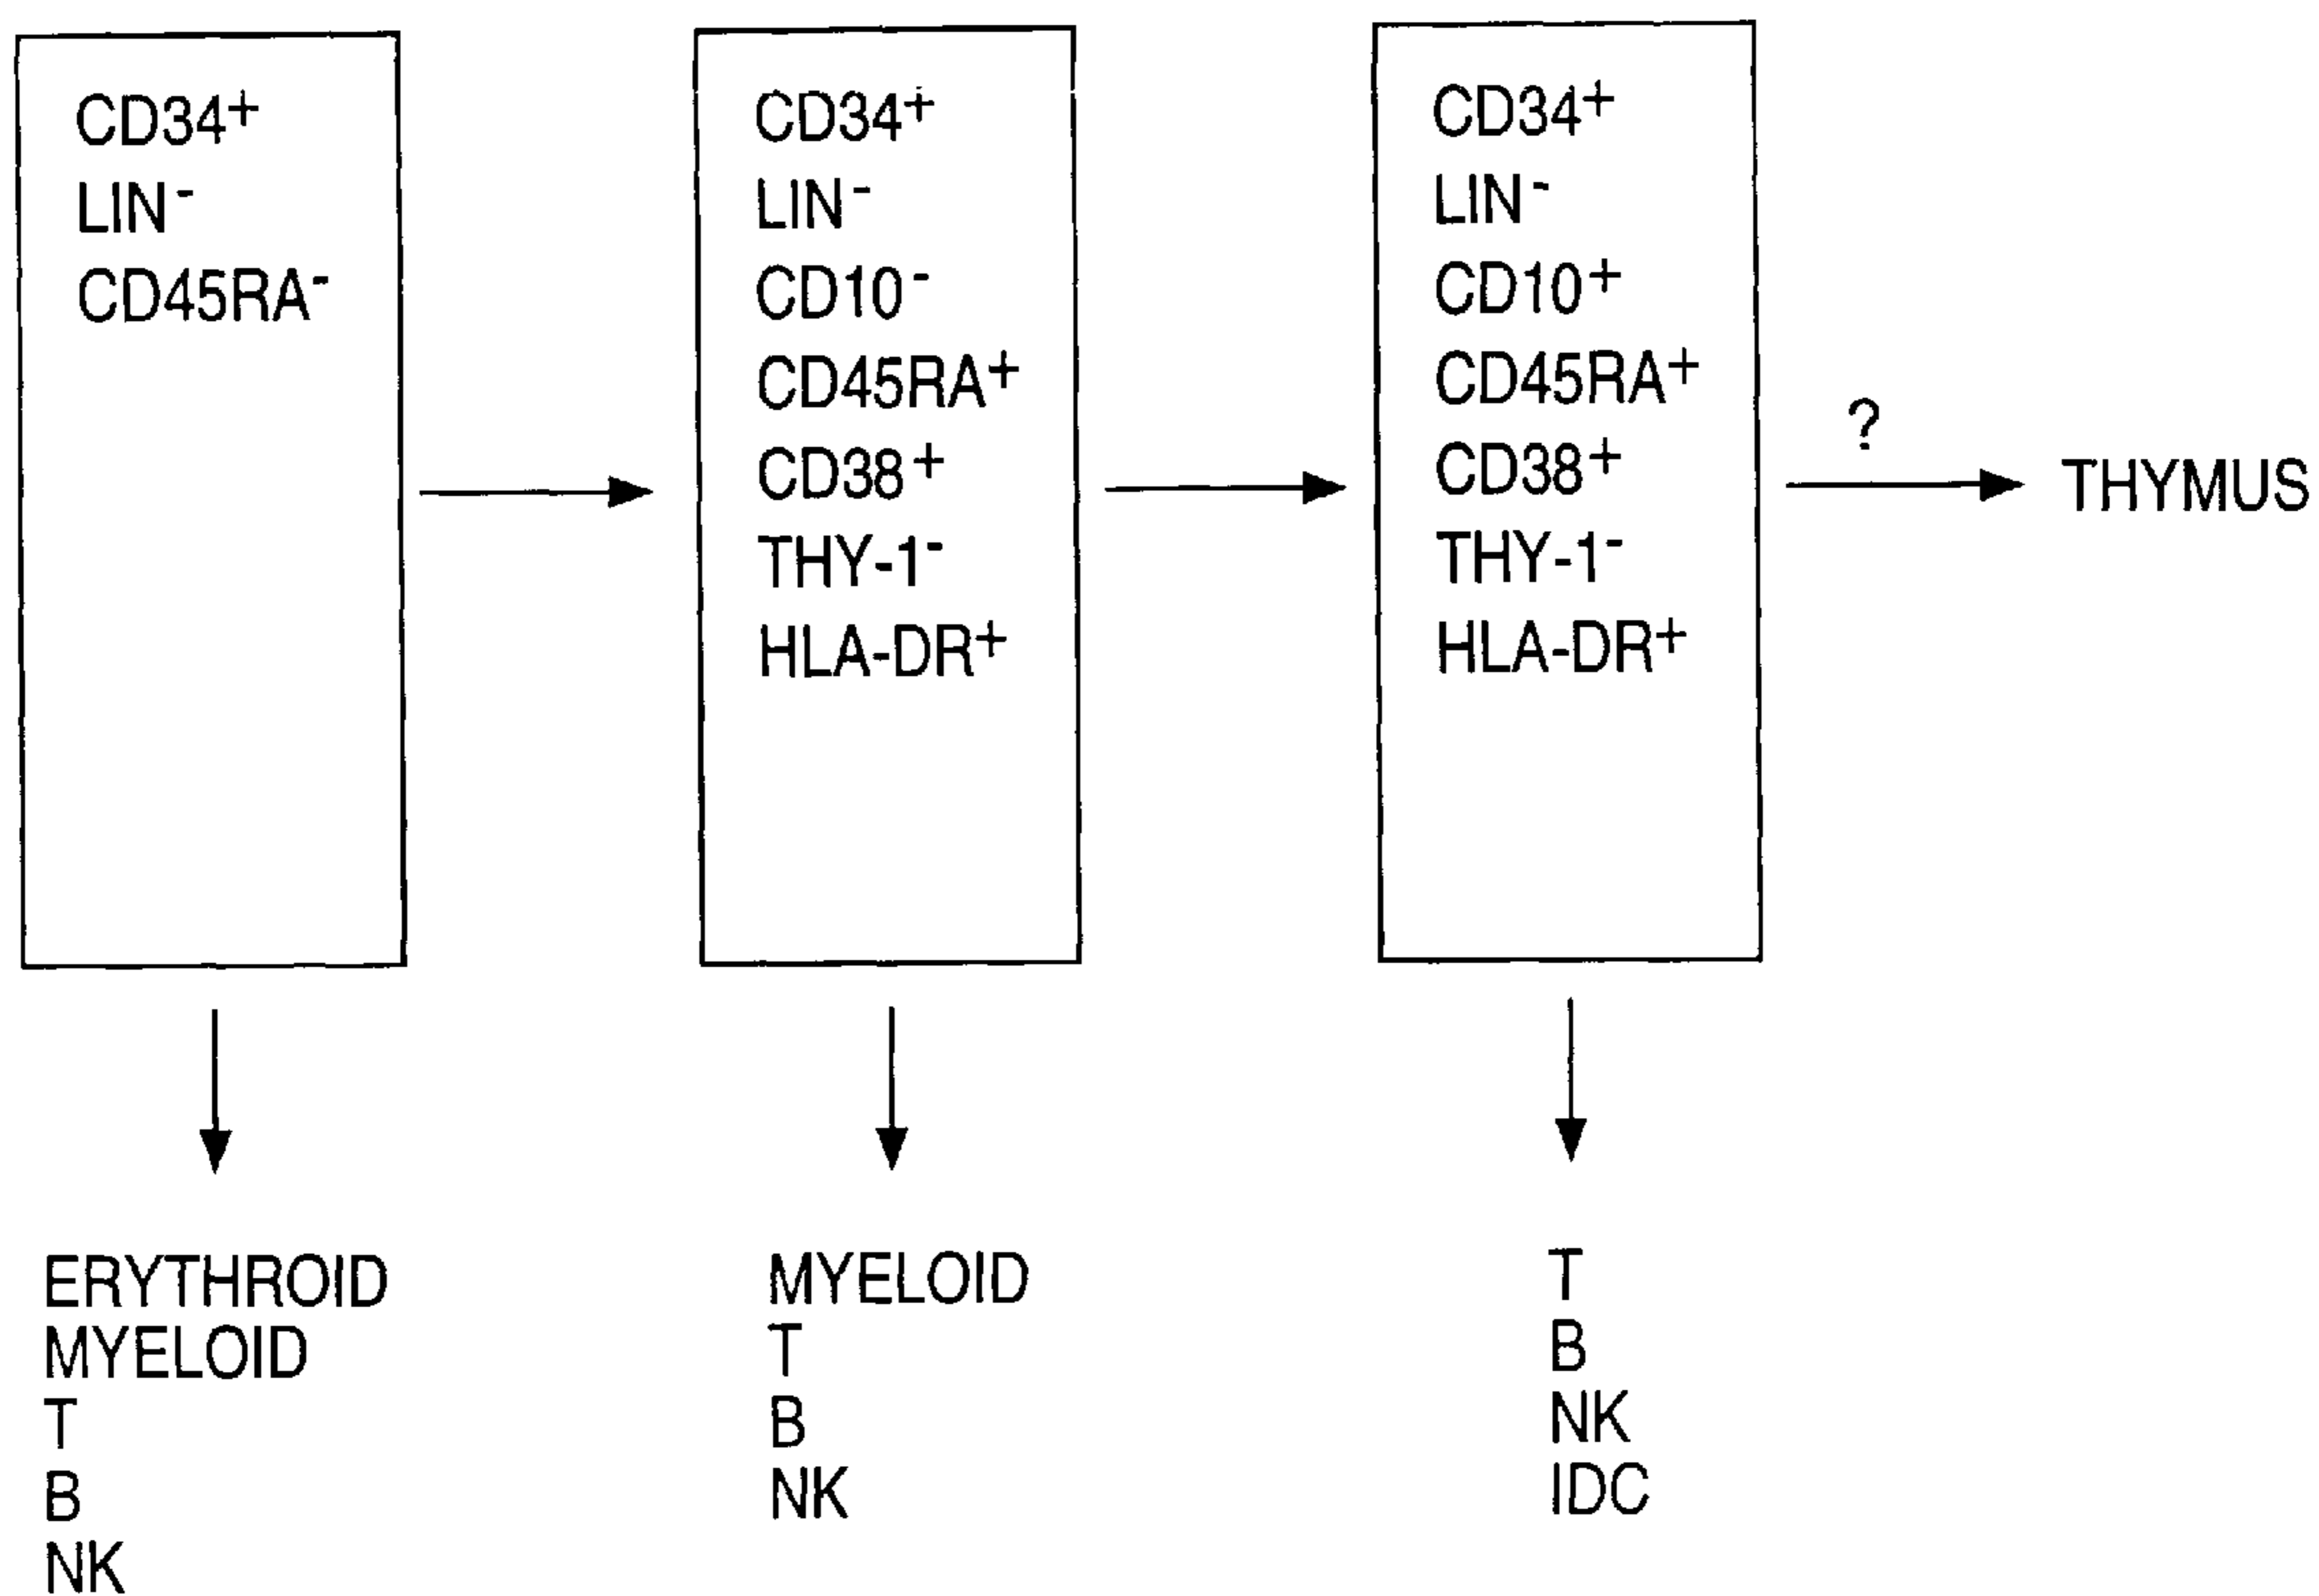 CD34+
LIN-
CD45RA-
CD34+
LIN-
CD10-
CD45RA+
CD38+
THY-1-
HLA-DR+
CD34+
LIN-
CD10+
CD45RA+
CD38+
THY-1-
HLA-DR+
?
THYMUS
ERYTHROID
MYELOID
T
B
NK
MYELOID
T
B
NK
T
B
NK
IDC